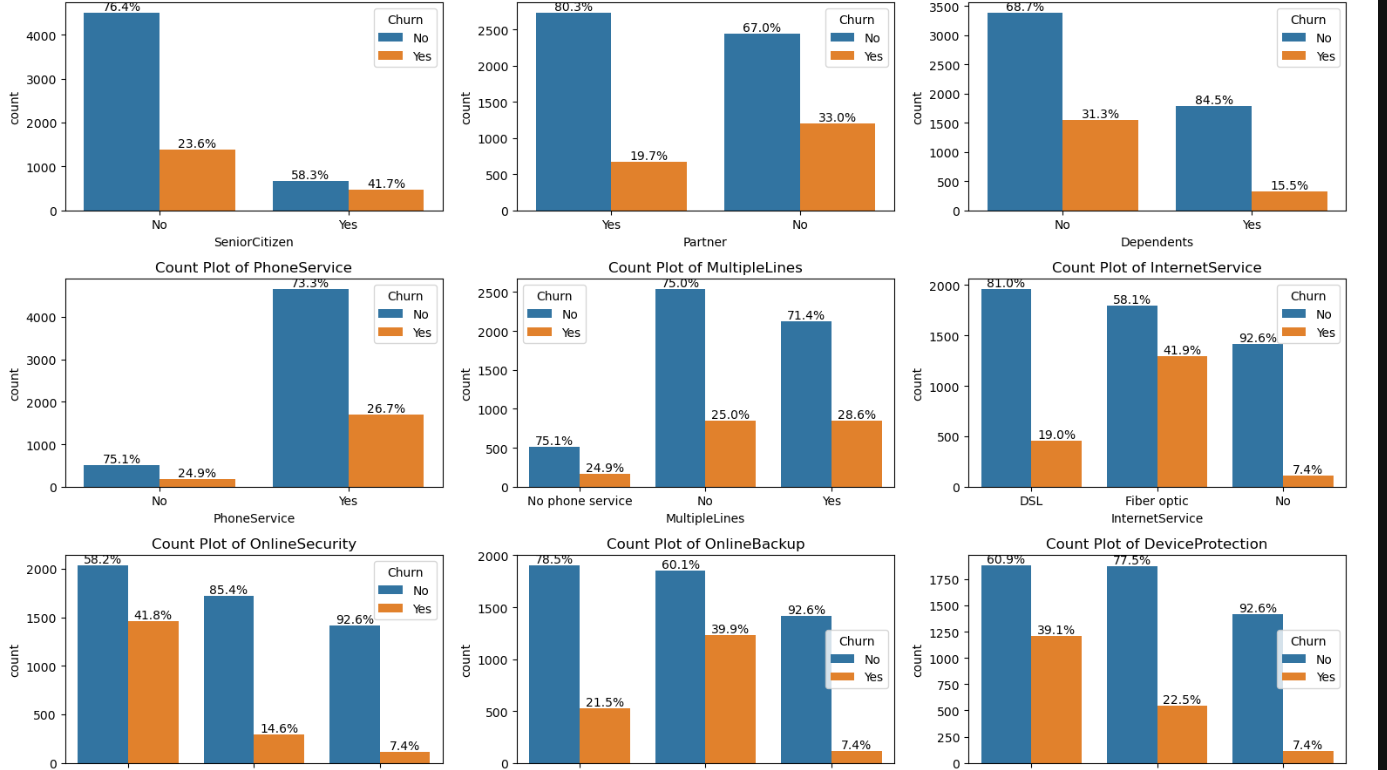 76.4%
23.6%
58.3%
41.7%
Churn
No
Yes
4000
3000
2000
1000
0
count
No
Yes
SeniorCitizen
80.3%
19.7%
67.0%
33.0%
Churn
No
Yes
2500
2000
1500
1000
500
0
count
Yes
No
Partner
68.7%
31.3%
84.5%
15.5%
Churn
No
Yes
3500
3000
2500
2000
1500
1000
500
0
count
No
Yes
Dependents
Count Plot of PhoneService
75.1%
24.9%
73.3%
26.7%
Churn
No
Yes
4000
3000
2000
1000
0
count
No
Yes
PhoneService
Count Plot of MultipleLines
Churn
No
Yes
75.1%
24.9%
75.0%
25.0%
71.4%
28.6%
2500
2000
1500
1000
500
0
count
No phone service
No
Yes
MultipleLines
Count Plot of InternetService
81.0%
19.0%
58.1%
41.9%
92.6%
7.4%
Churn
No
Yes
2000
1500
1000
500
0
count
DSL
Fiber optic
No
InternetService
Count Plot of OnlineSecurity
58.2%
41.8%
85.4%
14.6%
92.6%
7.4%
Churn
No
Yes
2000
1500
1000
500
0
count
Count Plot of OnlineBackup
78.5%
21.5%
60.1%
39.9%
92.6%
7.4%
Churn
No
Yes
2000
1500
1000
500
0
count
Count Plot of DeviceProtection
60.9%
39.1%
77.5%
22.5%
92.6%
7.4%
Churn
No
Yes
1750
1500
1250
1000
750
500
250
0
count